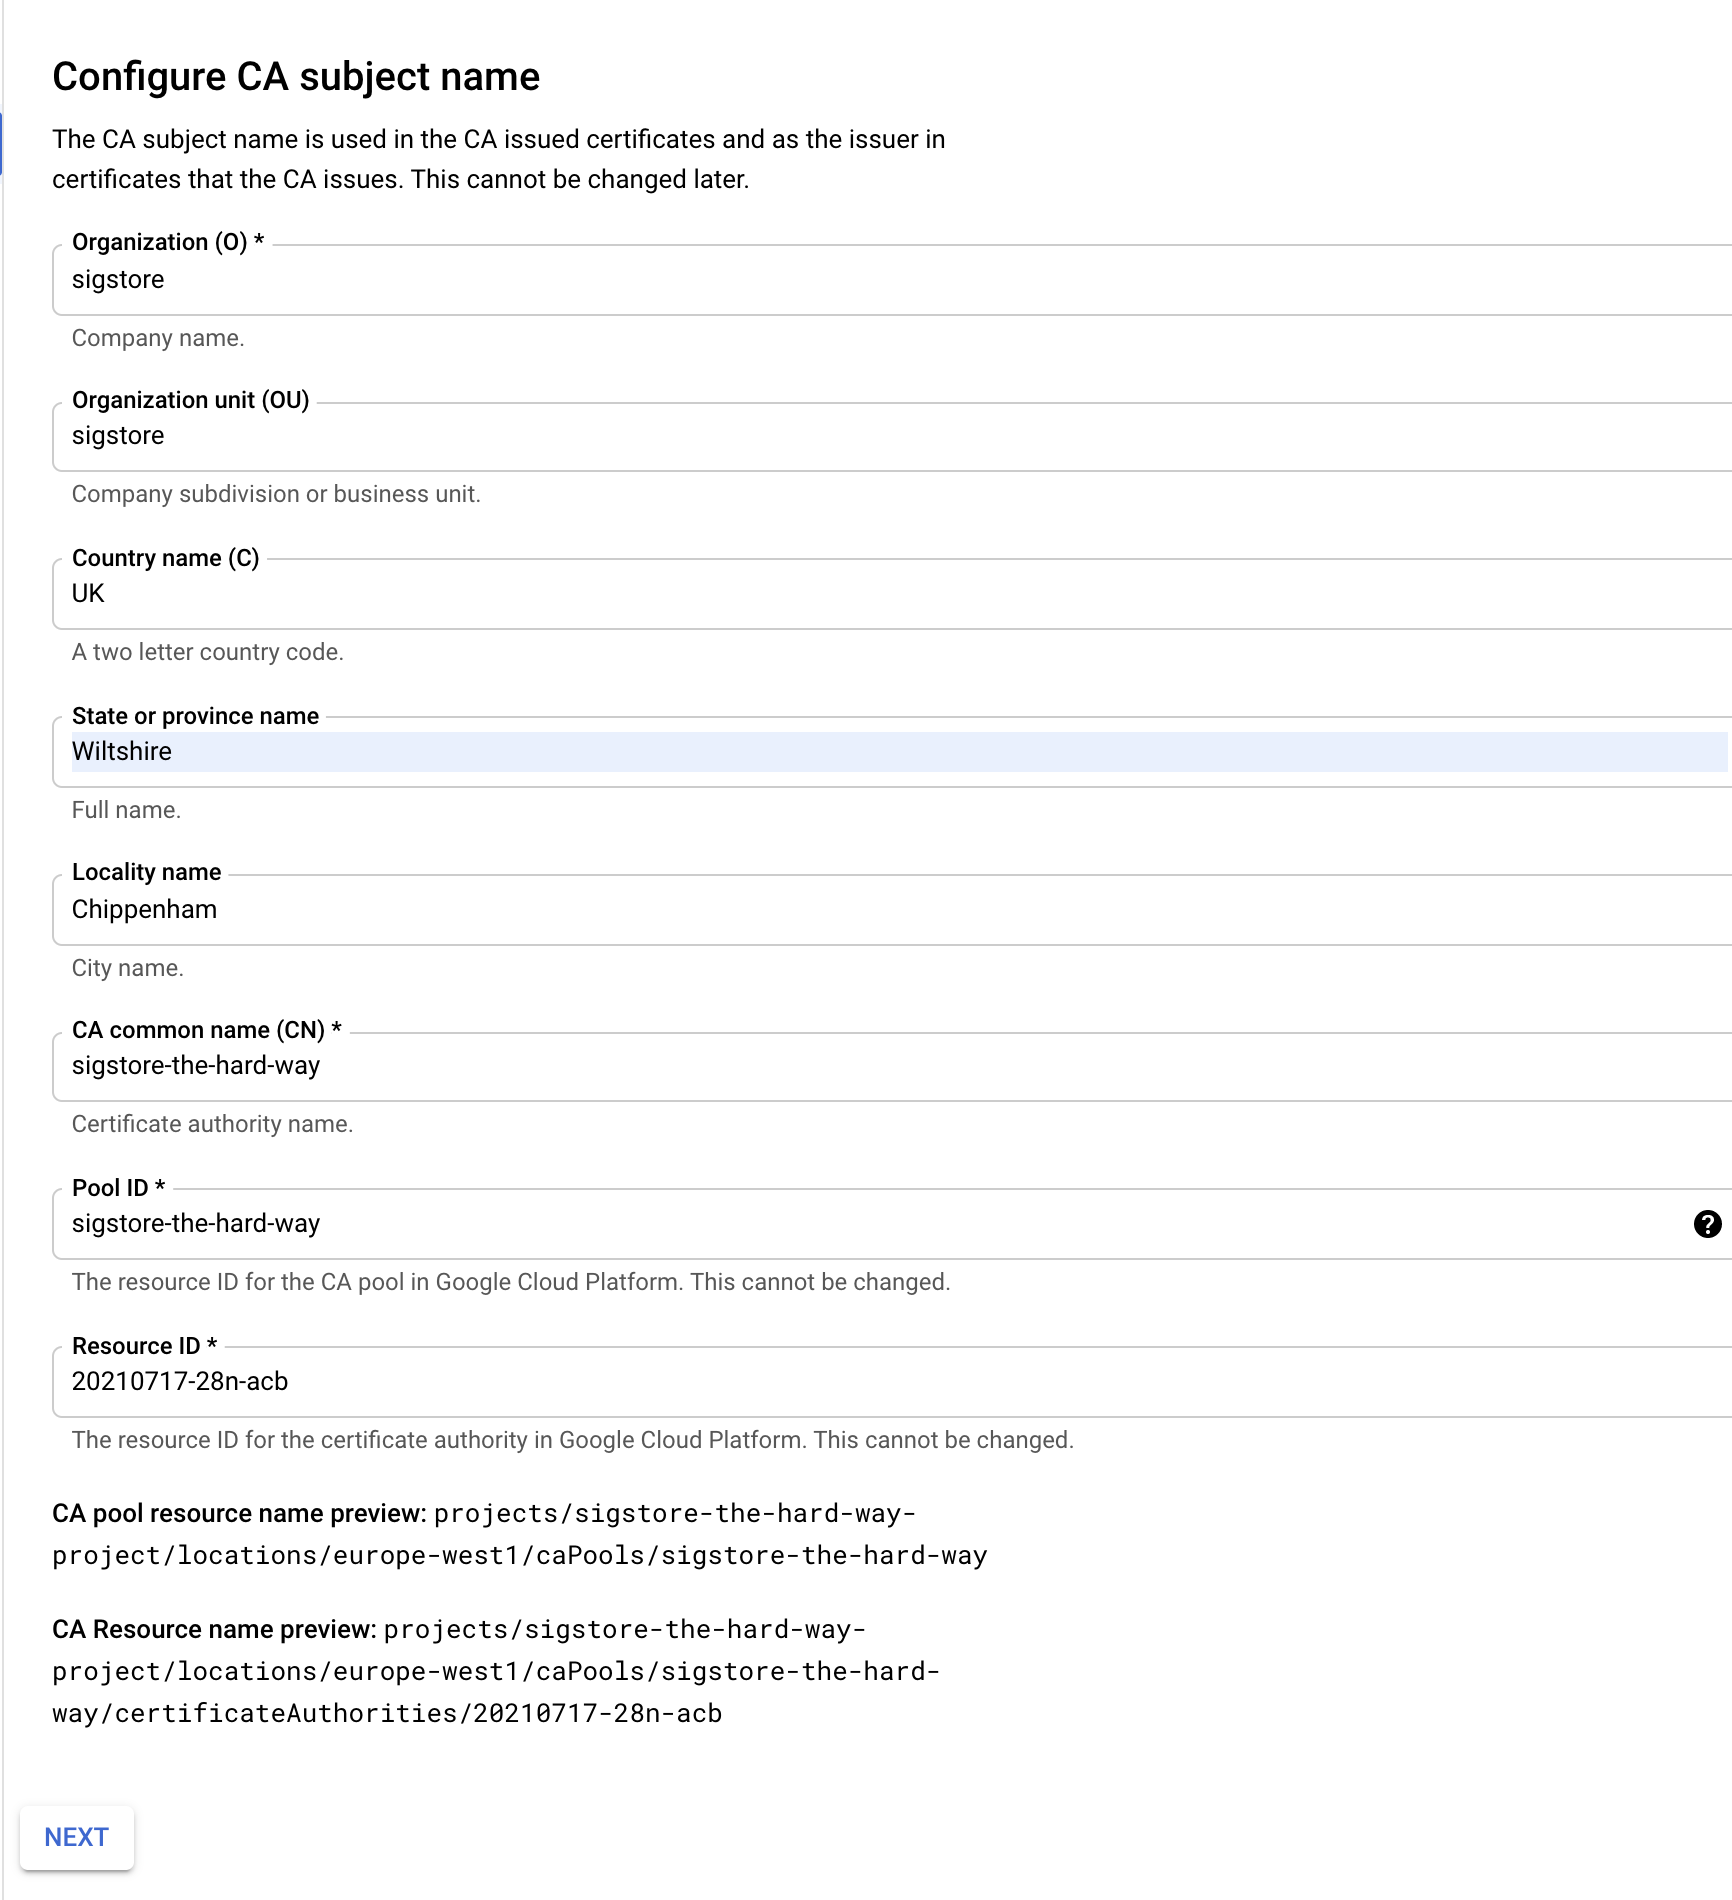 Configure CA subject name
The CA subject name is used in the CA issued certificates and as the issuer in
certificates that the CA issues. This cannot be changed later.
Organization (O) *
sigstore
Company name.
Organization unit (OU)
sigstore
Company subdivision or business unit.
Country name (C)
UK
A two letter country code.
State or province name
Wiltshire
Full name.
Locality name
Chippenham
City name.
CA common name (CN) *
sigstore-the-hard-way
Certificate authority name.
Pool ID *
sigstore-the-hard-way
?
The resource ID for the CA pool in Google Cloud Platform. This cannot be changed.
Resource ID *
20210717-28n-acb
The resource ID for the certificate authority in Google Cloud Platform. This cannot be changed.
CA pool resource name preview: projects/sigstore-the-hard-way-
project/locations/europe-west1/caPools/sigstore-the-hard-way
CA Resource name preview: projects/sigstore-the-hard-way-
project/locations/europe-west1/caPools/sigstore-the-hard-
way/certificateAuthorities/20210717-28n-acb
NEXT